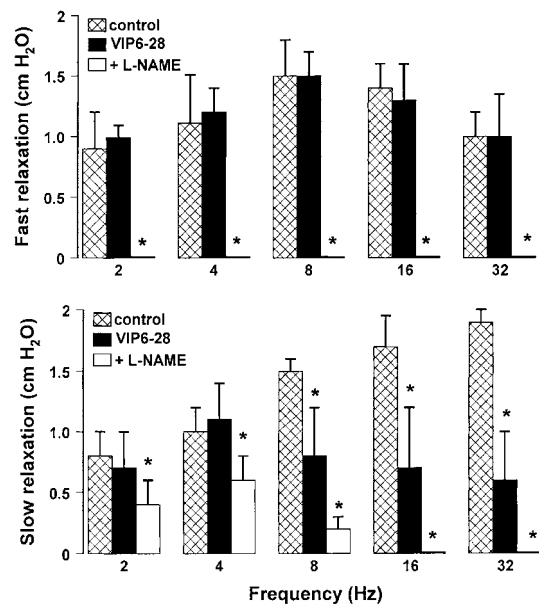 control
VIP6-28
+ L-NAME
Fast relaxation (cm H2O)
2
1.5
1.0
0.5
0
* * * * *
2 4 8 16 32
control
VIP6-28
+ L-NAME
Slow relaxation (cm H2O)
2
1.5
1.0
0.5
0
* * * * * * * *
2 4 8 16 32
Frequency (Hz)